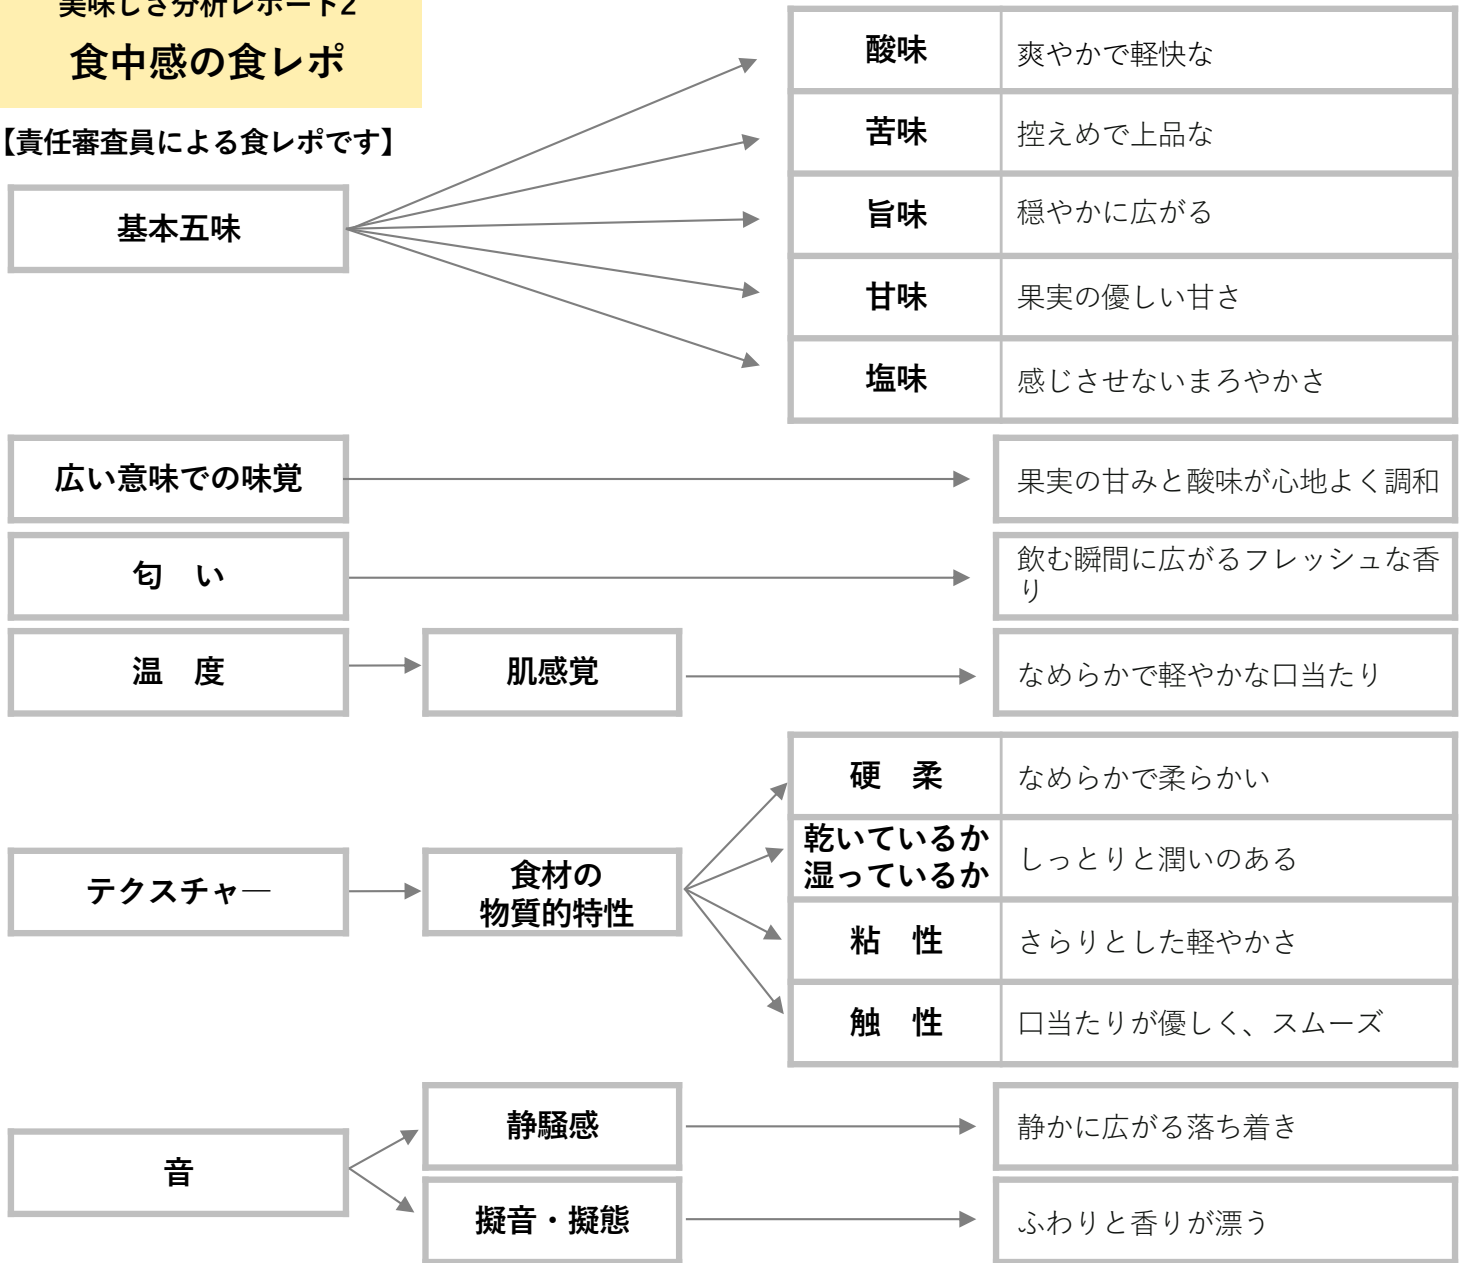 美味しさ分析レポート2
食中感の食レポ
【責任審査員による食レポです】
基本五味
酸味 爽やかで軽快な
苦味 控えめで上品な
旨味 穏やかに広がる
甘味 果実の優しい甘さ
塩味 感じさせないまろやかさ
広い意味での味覚 果実の甘みと酸味が心地よく調和
匂　い 飲む瞬間に広がるフレッシュな香
り
温　度 肌感覚 なめらかで軽やかな口当たり
テクスチャー
食材の
物質的特性
硬　柔 なめらかで柔らかい
乾いているか
湿っているか
しっとりと潤いのある
粘　性 さらりとした軽やかさ
触　性 口当たりが優しく、スムーズ
音
静騒感 静かに広がる落ち着き
擬音・擬態 ふわりと香りが漂う